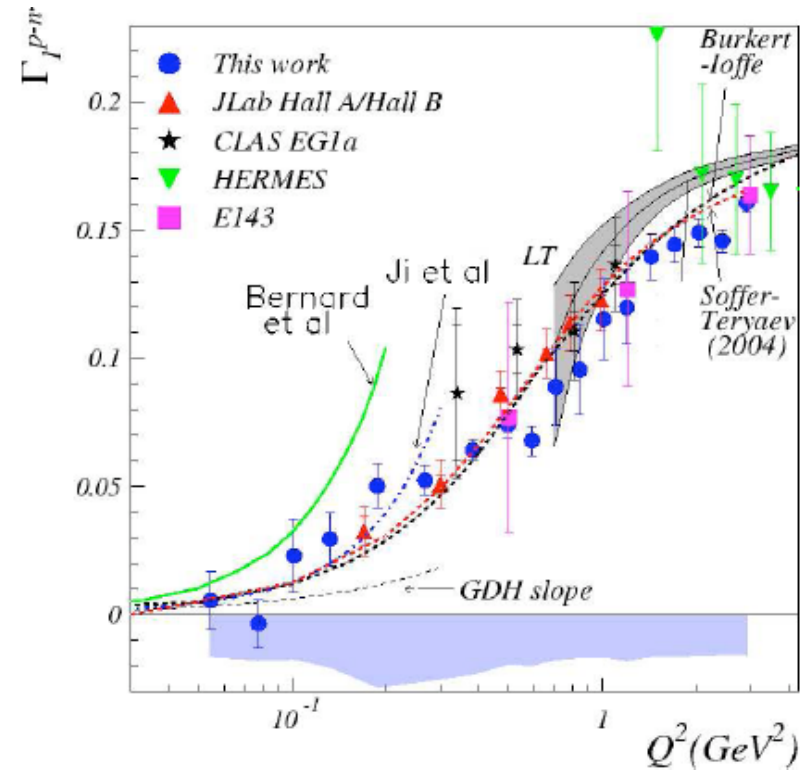 Γ₁ᵖ⁻ⁿ
0.2
0.15
0.1
0.05
0
This work
JLab Hall A/Hall B
CLAS EG1a
HERMES
E143
Burkert
-Ioffe
LT
Ji et al
Bernard
et al
Soffer-
Teryaev
(2004)
GDH slope
10⁻¹
1
Q²(GeV²)